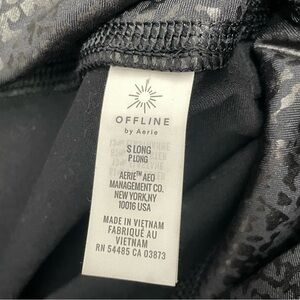 OFFLINE
by Aerie
S LONG
P LONG
AERIE™ AEO
MANAGEMENT CO.
NEW YORK,NY
10016 USA
MADE IN VIETNAM
FABRIQUÉ AU
VIETNAM
RN 54485 CA 03873